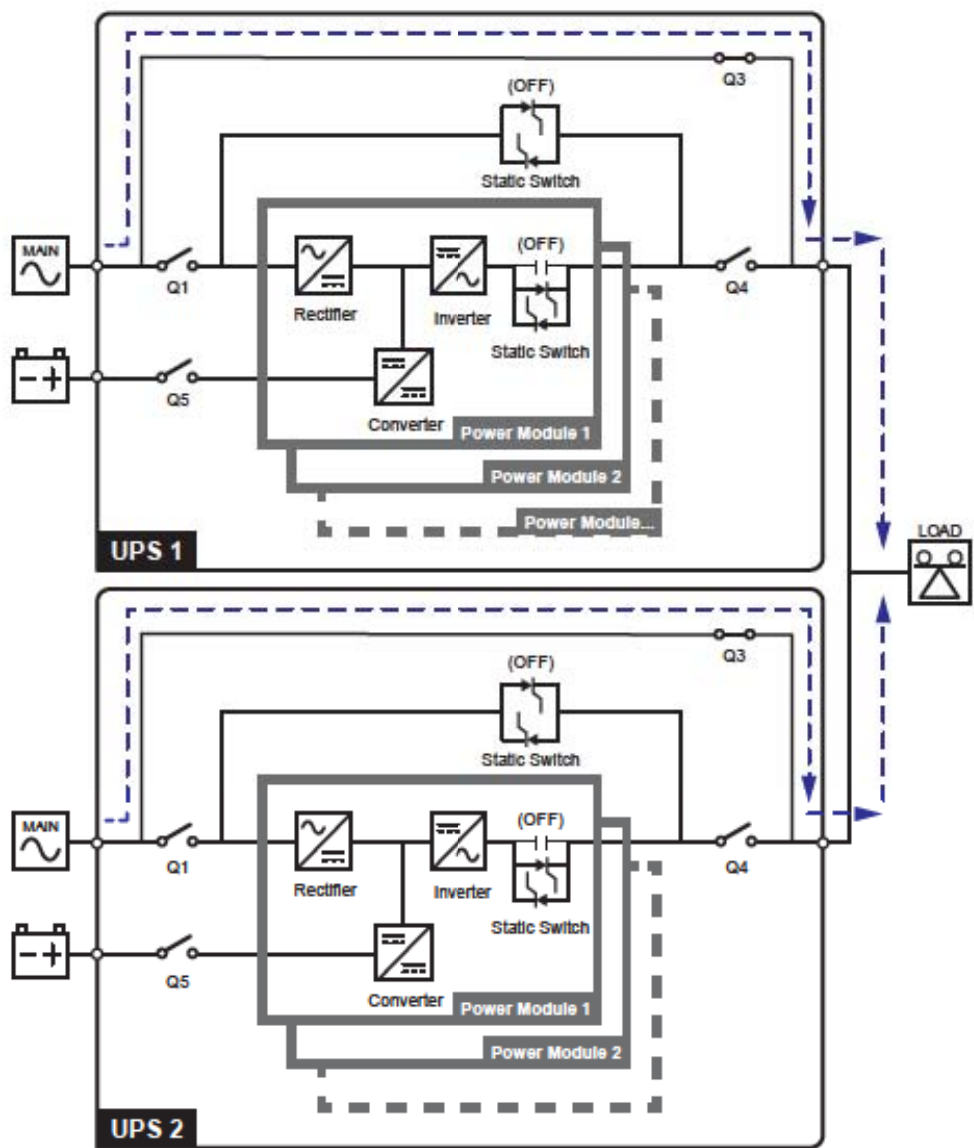 Q3
(OFF)
Static Switch
MAIN
Q1
Rectifier
Inverter
(OFF)
Static Switch
Q4
Q5
Converter
Power Module 1
Power Module 2
Power Module...
UPS 1
LOAD
Q3
(OFF)
Static Switch
MAIN
Q1
Rectifier
Inverter
(OFF)
Static Switch
Q4
Q5
Converter
Power Module 1
Power Module 2
UPS 2